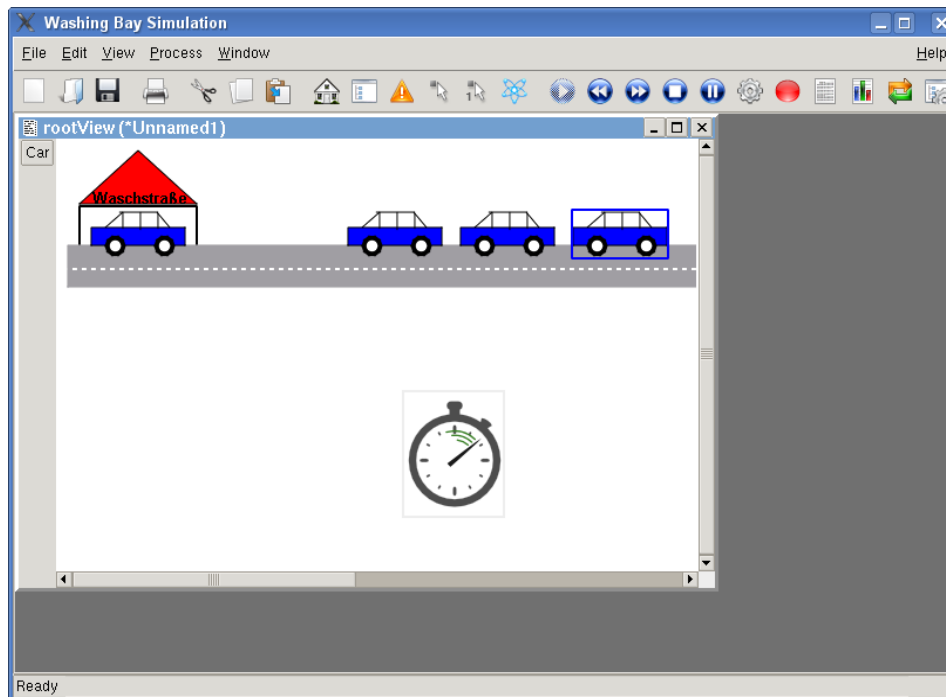 Washing Bay Simulation
File Edit View Process Window Help
rootView (*Unnamed1)
Car
Waschstraße
Ready